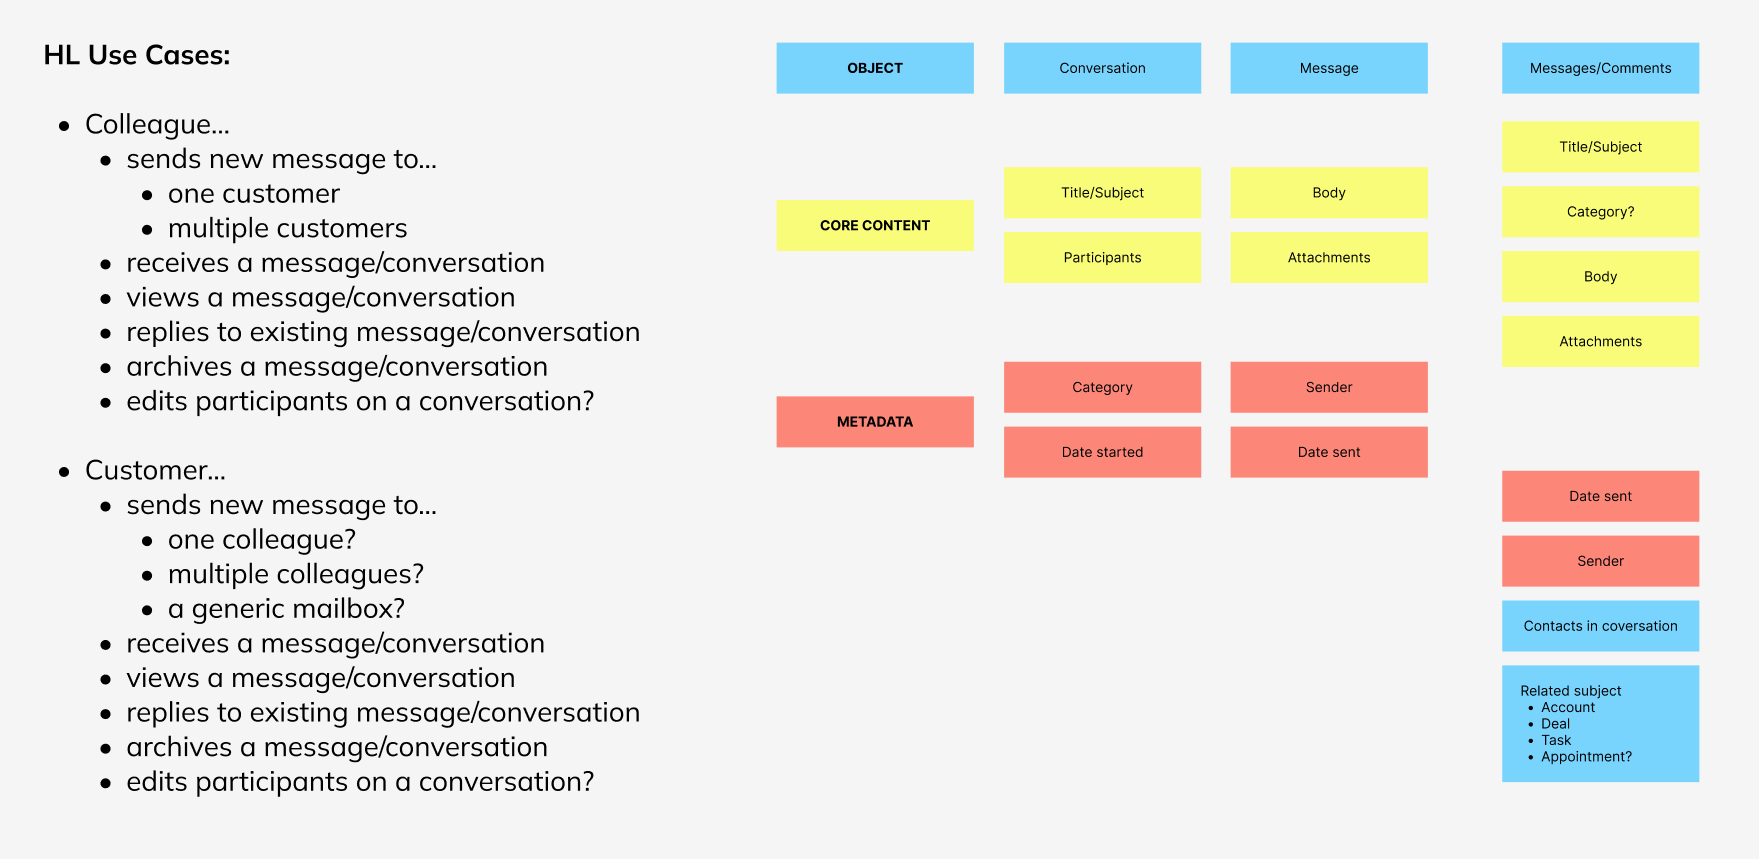 HL Use Cases:
Colleague...
sends new message to...
one customer
multiple customers
receives a message/conversation
views a message/conversation
replies to existing message/conversation
archives a message/conversation
edits participants on a conversation?
Customer...
sends new message to...
one colleague?
multiple colleagues?
a generic mailbox?
receives a message/conversation
views a message/conversation
replies to existing message/conversation
archives a message/conversation
edits participants on a conversation?
OBJECT
CORE CONTENT
METADATA
Conversation
Title/Subject
Participants
Category
Date started
Message
Body
Attachments
Sender
Date sent
Messages/Comments
Title/Subject
Category?
Body
Attachments
Date sent
Sender
Contacts in coversation
Related subject
Account
Deal
Task
Appointment?